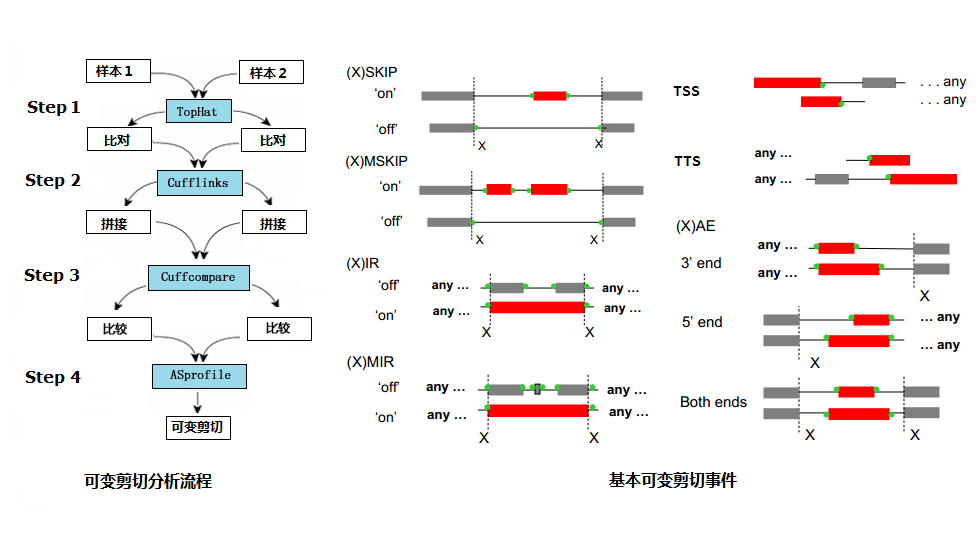 样本1
样本2
Step 1
TopHat
比对
比对
Step 2
Cufflinks
拼接
拼接
Step 3
Cuffcompare
比较
比较
Step 4
ASprofile
可变剪切
可变剪切分析流程
(X)SKIP
‘on’
‘off’
X
X
(X)MSKIP
‘on’
‘off’
X
X
(X)IR
‘off’
any ...
any ...
‘on’
any ...
any ...
X
X
(X)MIR
‘off’
any ...
any ...
‘on’
any ...
any ...
X
X
TSS
. . . any
. . . any
TTS
any ...
any ...
(X)AE
3’ end
any ...
any ...
X
5’ end
... any
... any
X
Both ends
X
X
基本可变剪切事件